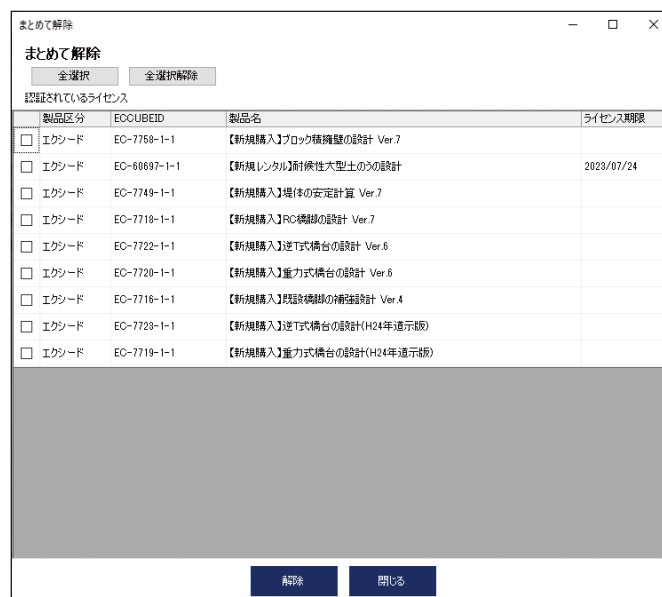 まとめて解除
まとめて解除
全選択 全選択解除
認証されているライセンス
製品区分 ECCUBEID 製品名 ライセンス期限
エクシード EC-7758-1-1 【新規購入】ブロック積擁壁の設計 Ver.7
エクシード EC-60697-1-1 【新規レンタル】耐候性大型土のうの設計 2023/07/24
エクシード EC-7749-1-1 【新規購入】堤体の安定計算 Ver.7
エクシード EC-7718-1-1 【新規購入】RC橋脚の設計 Ver.7
エクシード EC-7722-1-1 【新規購入】逆T式橋台の設計 Ver.6
エクシード EC-7720-1-1 【新規購入】重力式橋台の設計 Ver.6
エクシード EC-7716-1-1 【新規購入】既設橋脚の補強設計 Ver.4
エクシード EC-7723-1-1 【新規購入】逆T式橋台の設計(H24年道示版)
エクシード EC-7719-1-1 【新規購入】重力式橋台の設計(H24年道示版)
解除 閉じる